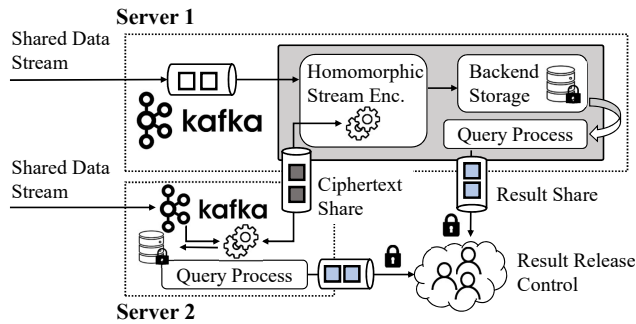 Server 1
Shared Data
Stream
Homomorphic
Stream Enc.
Backend
Storage
kafka
Query Process
Shared Data
Stream
Ciphertext
Share
Result Share
kafka
Query Process
Result Release
Control
Server 2